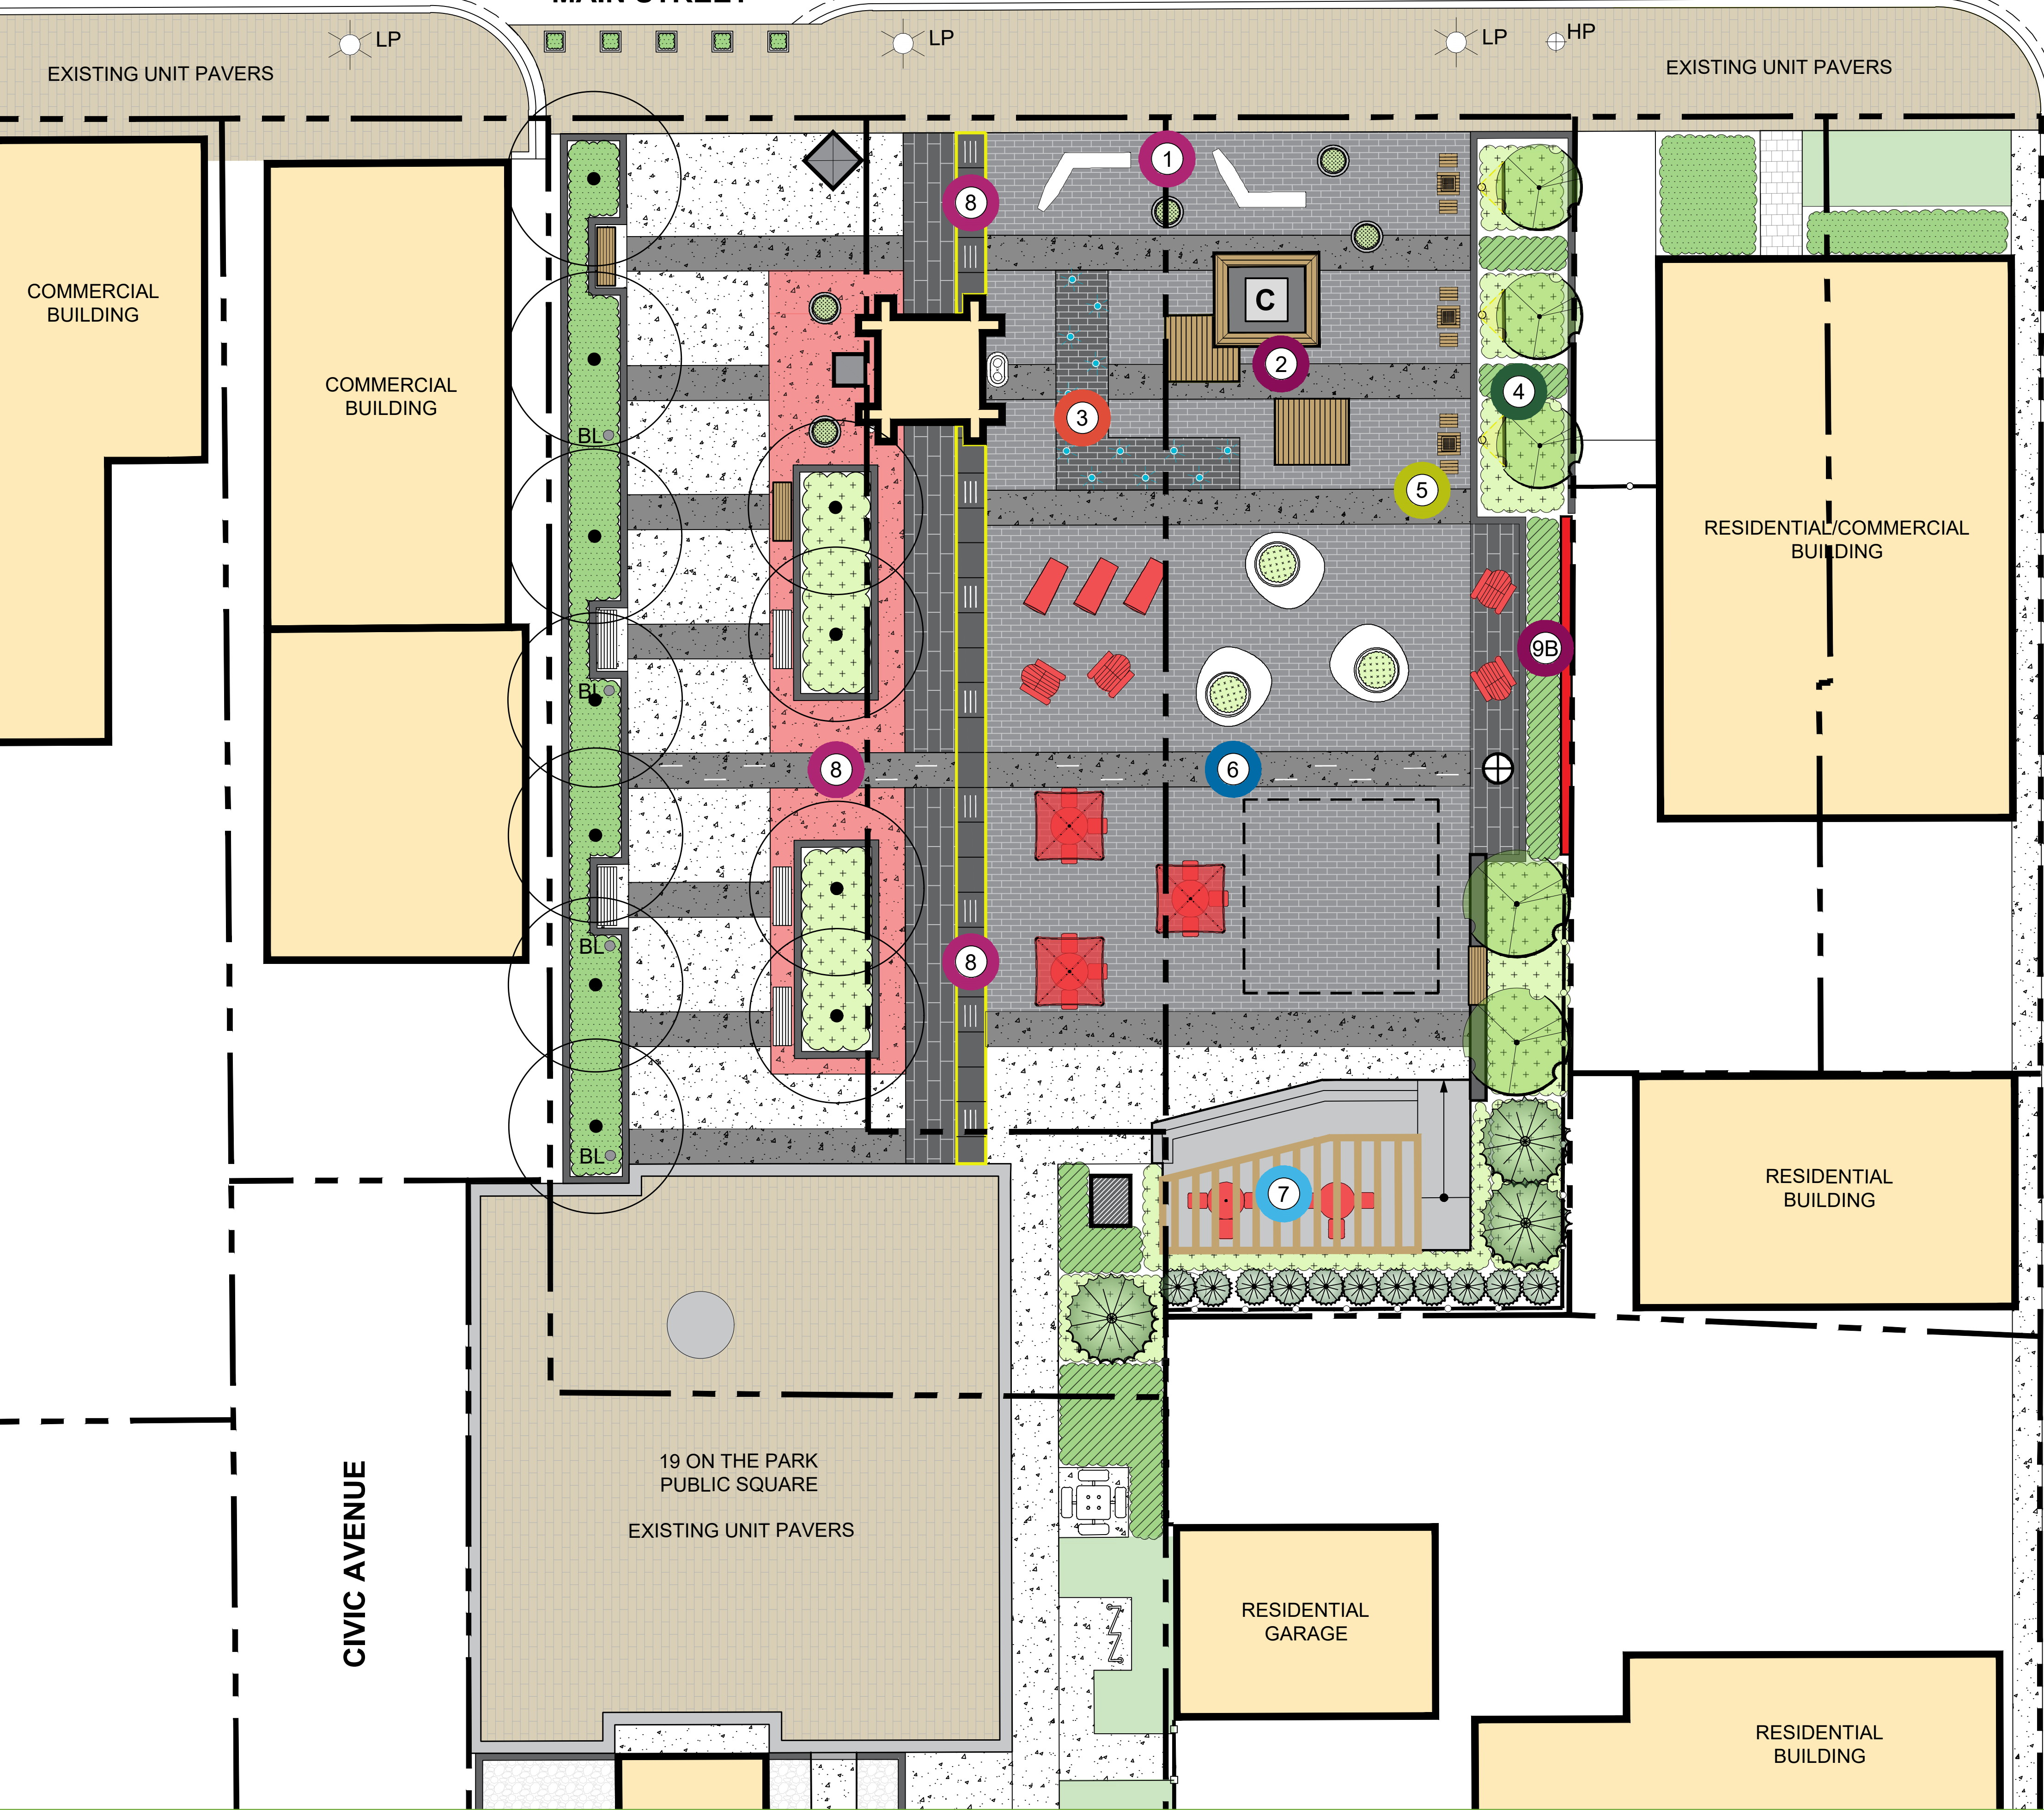 MAIN STREET
LP
LP
LP
HP
EXISTING UNIT PAVERS
EXISTING UNIT PAVERS
1
8
COMMERCIAL
BUILDING
C
2
COMMERCIAL
BUILDING
4
3
BL
5
RESIDENTIAL/COMMERCIAL
BUILDING
9B
BL
8
6
BL
8
BL
7
RESIDENTIAL
BUILDING
19 ON THE PARK
PUBLIC SQUARE
EXISTING UNIT PAVERS
CIVIC AVENUE
RESIDENTIAL
GARAGE
RESIDENTIAL
BUILDING